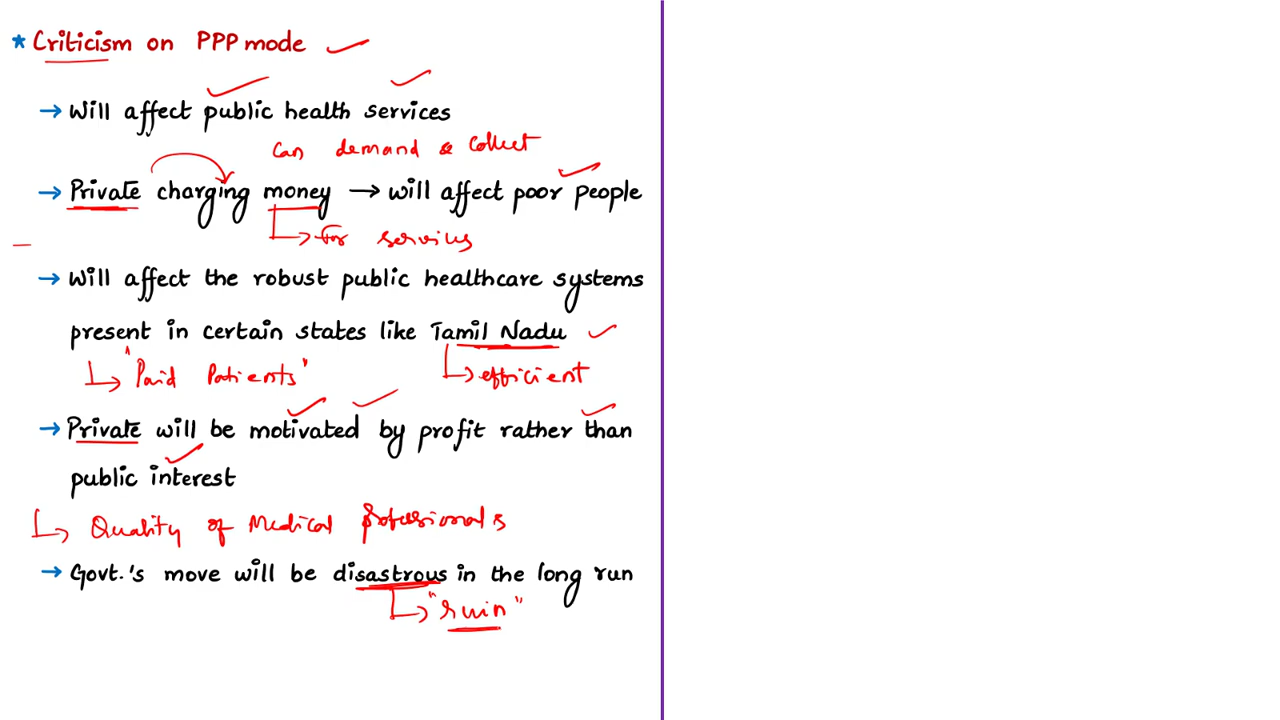 * Criticism on PPP mode
→ Will affect public health services
Can demand & Collect
→ Private charging money → will affect poor people
↳ For services
→ Will affect the robust public healthcare systems
present in certain states like Tamil Nadu
↳ "Paid Patients" ↳ efficient
→ Private will be motivated by profit rather than
public interest
↳ Quality of Medical professionals
→ Govt.'s move will be disastrous in the long run
↳ "ruin"